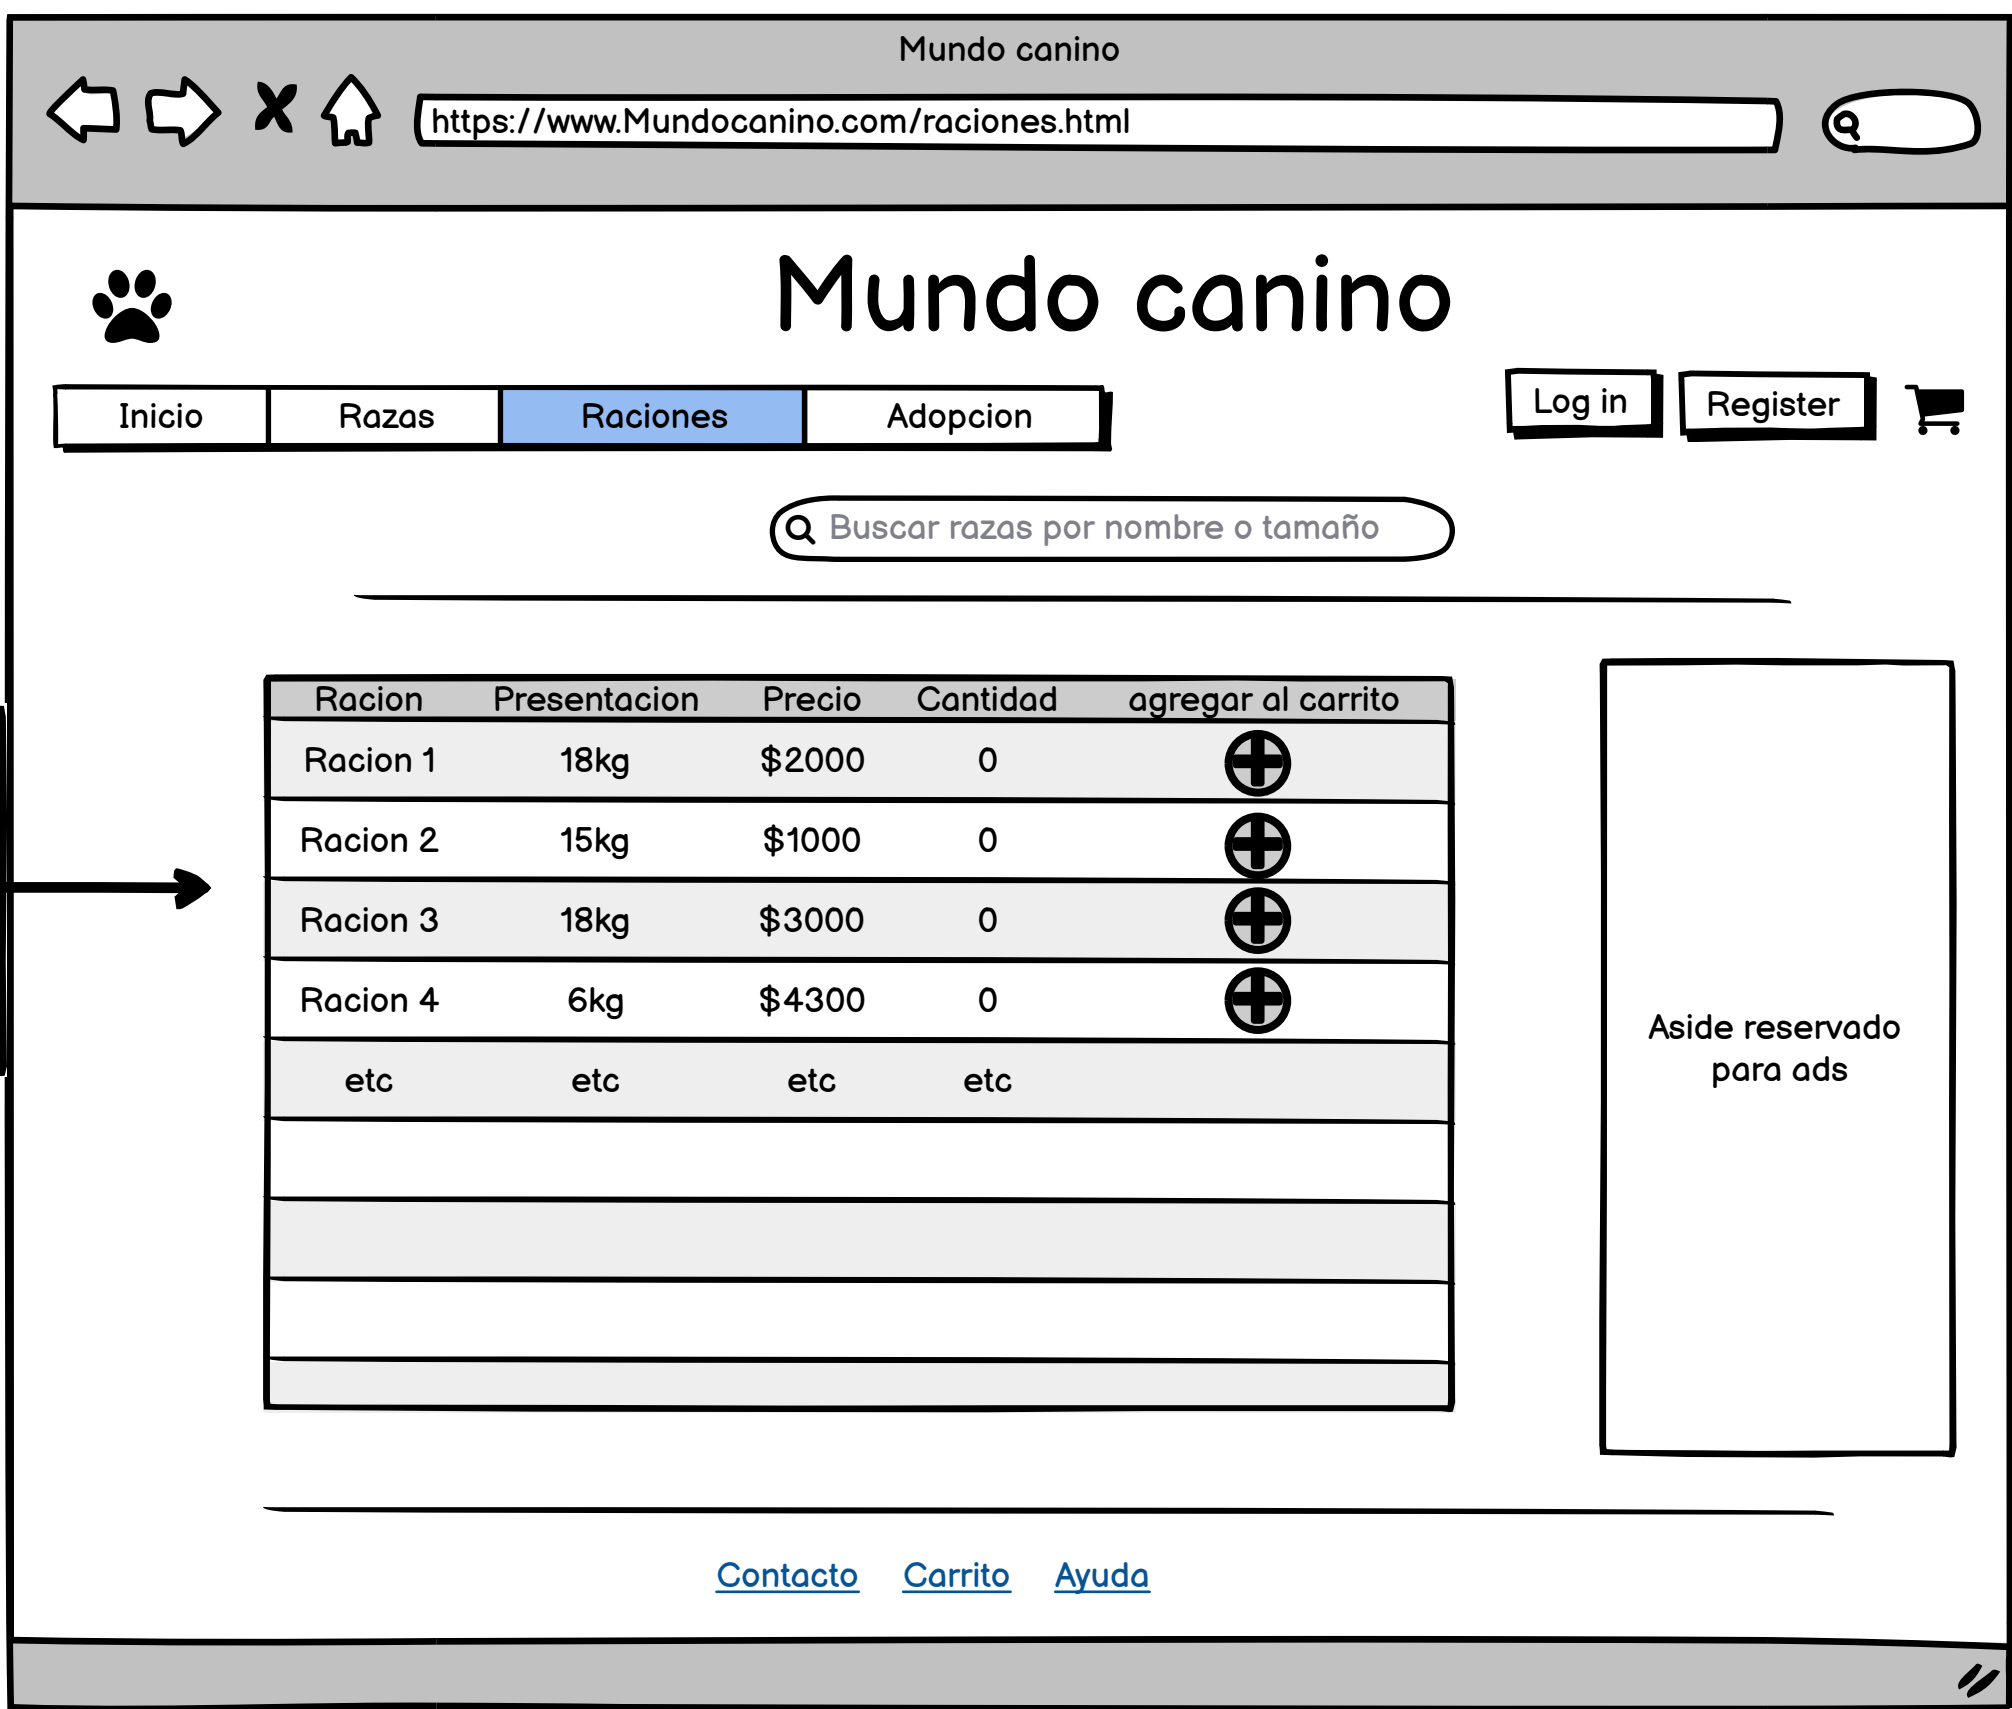 Mundo canino
https://www.Mundocanino.com/raciones.html
Mundo canino
Inicio Razas Raciones Adopcion Log in Register
Buscar razas por nombre o tamaño
Racion Presentacion Precio Cantidad agregar al carrito
Racion 1 18kg $2000 0
Racion 2 15kg $1000 0
Racion 3 18kg $3000 0
Racion 4 6kg $4300 0
etc etc etc etc
Aside reservado
para ads
Contacto Carrito Ayuda